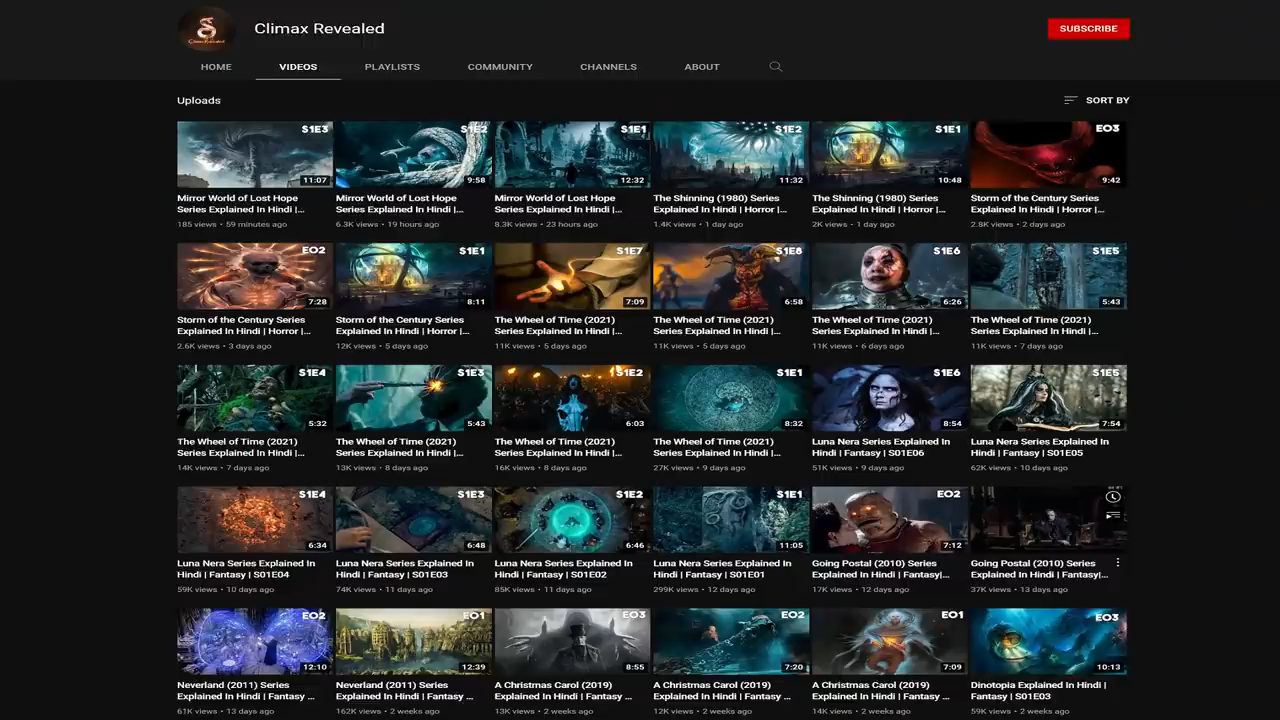 Climax Revealed
SUBSCRIBE
HOME VIDEOS PLAYLISTS COMMUNITY CHANNELS ABOUT
Uploads SORT BY
S1E3 S1E2 S1E1 S1E2 S1E1 EO3
11:07 9:58 12:32 11:32 10:48 9:42
Mirror World of Lost Hope Mirror World of Lost Hope Mirror World of Lost Hope The Shinning (1980) Series The Shinning (1980) Series Storm of the Century Series
Series Explained In Hindi |... Series Explained In Hindi |... Series Explained In Hindi |... Explained In Hindi | Horror |... Explained In Hindi | Horror |... Explained In Hindi | Horror |...
185 views • 59 minutes ago 6.3K views • 19 hours ago 8.3K views • 23 hours ago 1.4K views • 1 day ago 2K views • 1 day ago 2.8K views • 2 days ago
EO2 S1E1 S1E7 S1E8 S1E6 S1E5
7:28 8:11 7:09 6:58 6:26 5:43
Storm of the Century Series Storm of the Century Series The Wheel of Time (2021) The Wheel of Time (2021) The Wheel of Time (2021) The Wheel of Time (2021)
Explained In Hindi | Horror |... Explained In Hindi | Horror |... Series Explained In Hindi |... Series Explained In Hindi |... Series Explained In Hindi |... Series Explained In Hindi |...
2.6K views • 3 days ago 12K views • 5 days ago 11K views • 5 days ago 11K views • 5 days ago 11K views • 6 days ago 11K views • 7 days ago
S1E4 S1E3 S1E2 S1E1 S1E6 S1E5
5:32 5:43 6:03 8:32 8:54 7:54
The Wheel of Time (2021) The Wheel of Time (2021) The Wheel of Time (2021) The Wheel of Time (2021) Luna Nera Series Explained In Luna Nera Series Explained In
Series Explained In Hindi |... Series Explained In Hindi |... Series Explained In Hindi |... Series Explained In Hindi |... Hindi | Fantasy | S01E06 Hindi | Fantasy | S01E05
14K views • 7 days ago 13K views • 8 days ago 16K views • 8 days ago 27K views • 9 days ago 51K views • 9 days ago 62K views • 10 days ago
S1E4 S1E3 S1E2 S1E1 EO2
6:34 6:48 6:46 11:05 7:12
Luna Nera Series Explained In Luna Nera Series Explained In Luna Nera Series Explained In Luna Nera Series Explained In Going Postal (2010) Series Going Postal (2010) Series
Hindi | Fantasy | S01E04 Hindi | Fantasy | S01E03 Hindi | Fantasy | S01E02 Hindi | Fantasy | S01E01 Explained In Hindi | Fantasy|... Explained In Hindi | Fantasy|...
59K views • 10 days ago 74K views • 11 days ago 85K views • 11 days ago 299K views • 12 days ago 17K views • 12 days ago 37K views • 13 days ago
EO2 EO1 EO3 EO2 EO1 EO3
12:10 12:39 8:55 7:20 7:09 10:13
Neverland (2011) Series Neverland (2011) Series A Christmas Carol (2019) A Christmas Carol (2019) A Christmas Carol (2019) Dinotopia Explained In Hindi |
Explained In Hindi | Fantasy ... Explained In Hindi | Fantasy ... Explained In Hindi | Fantasy ... Explained In Hindi | Fantasy ... Explained In Hindi | Fantasy ... Fantasy | S01E03
61K views • 13 days ago 162K views • 2 weeks ago 13K views • 2 weeks ago 12K views • 2 weeks ago 14K views • 2 weeks ago 59K views • 2 weeks ago